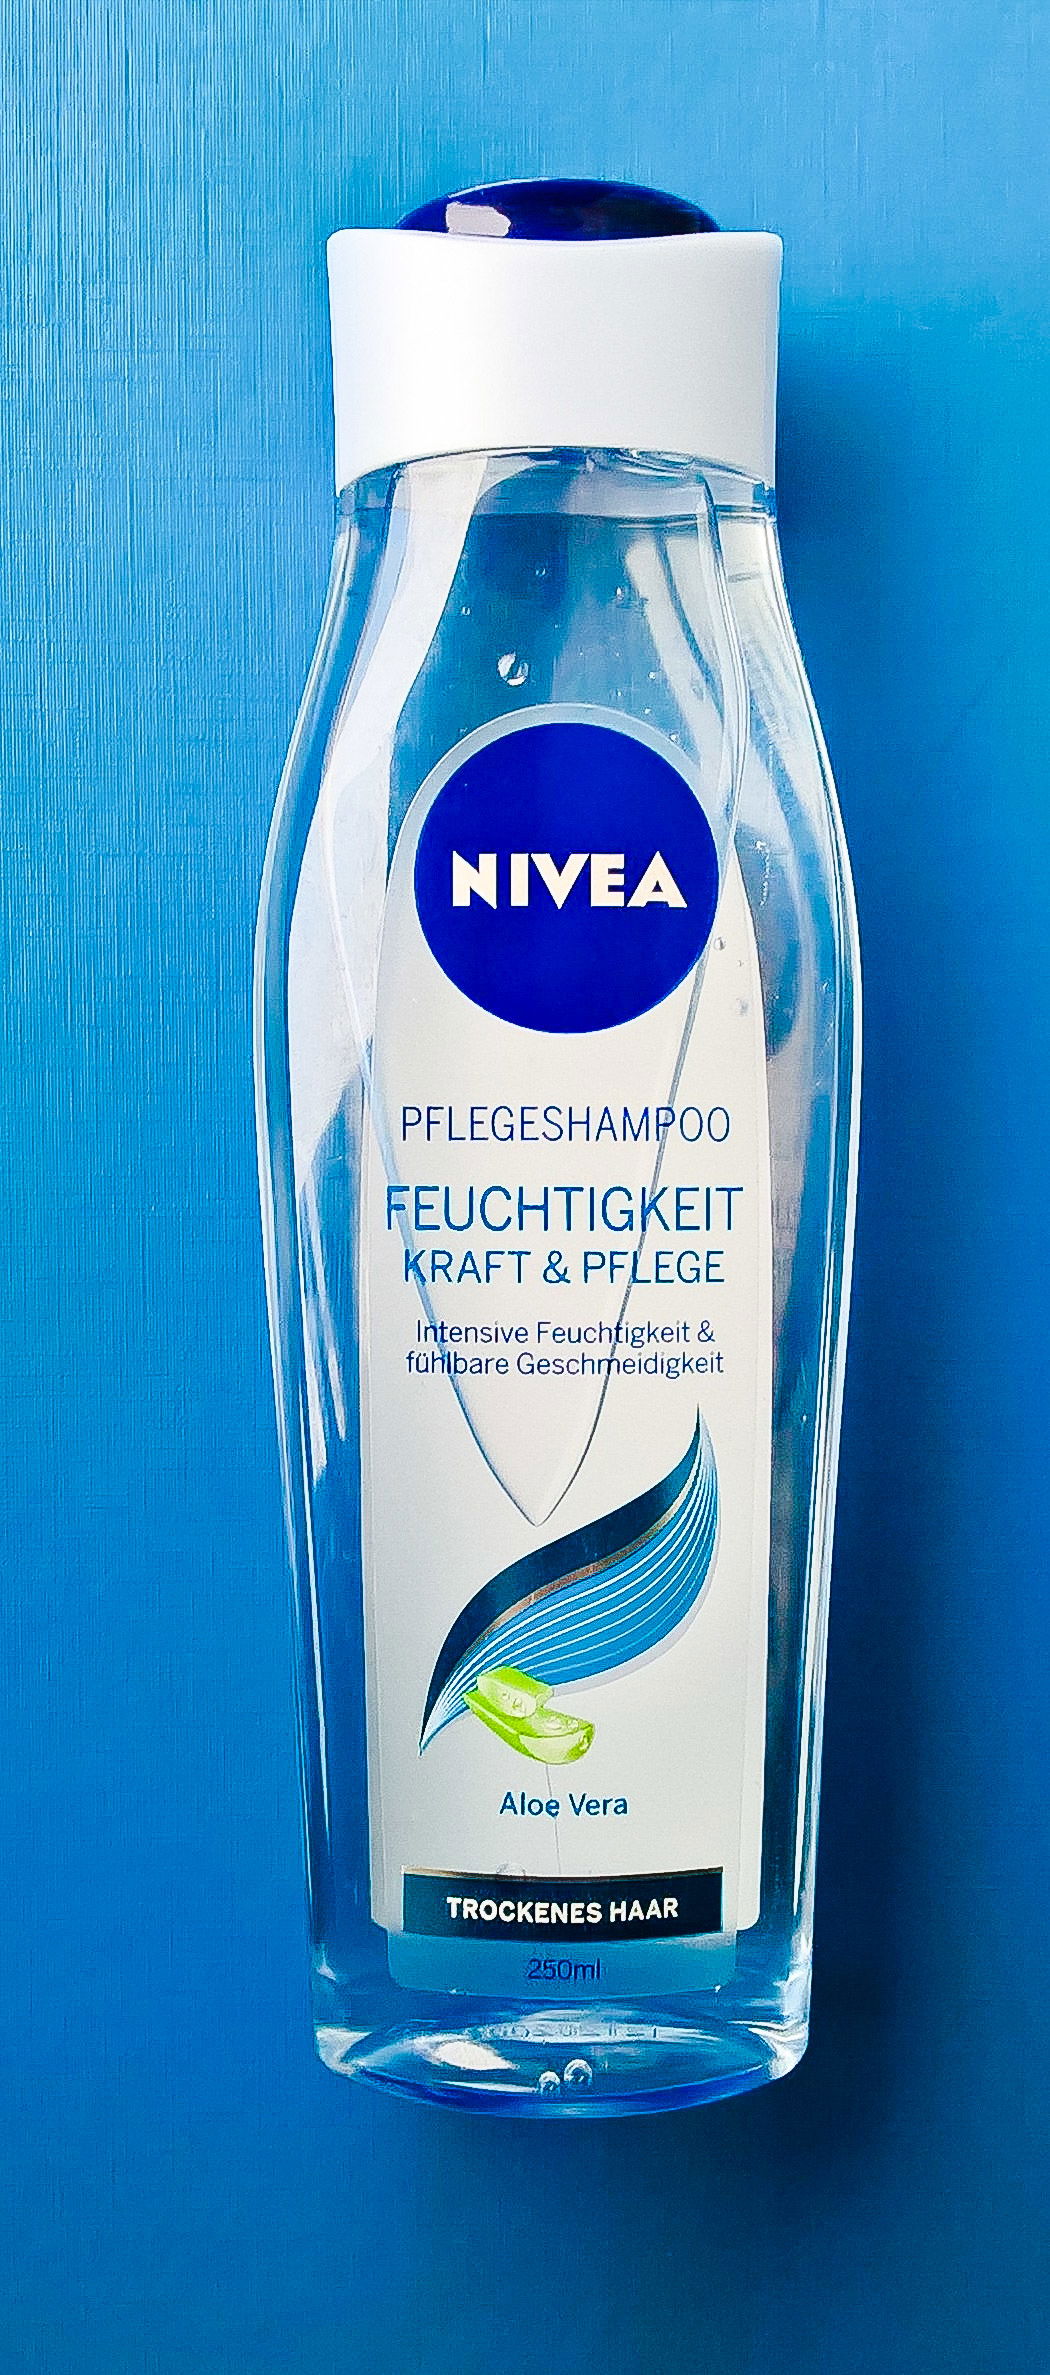 NIVEA
PFLEGESHAMPOO
FEUCHTIGKEIT
KRAFT & PFLEGE
Intensive Feuchtigkeit &
fühlbare Geschmeidigkeit
Aloe Vera
TROCKENES HAAR
250ml